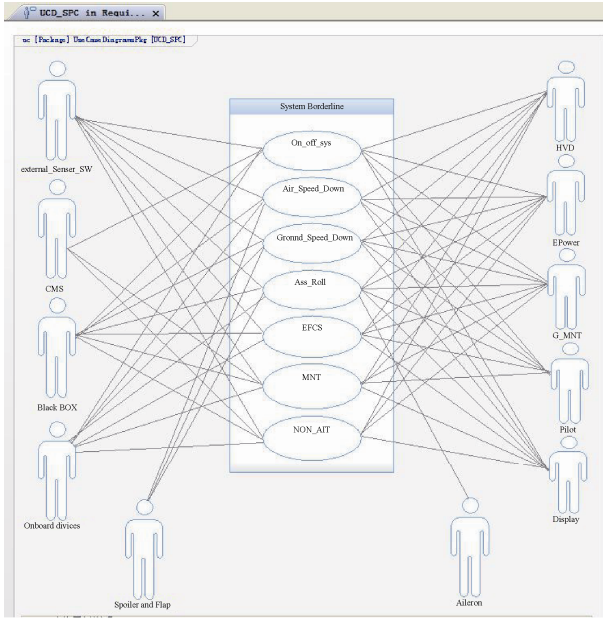 UCD_SPC in Requi... x
uc [Package] UseCaseDiagramsPkg [UCD_SPC]
System Borderline
On_off_sys
Air_Speed_Down
Gronnd_Speed_Down
Ass_Roll
EFCS
MNT
NON_AIT
external_Senser_SW
CMS
Black BOX
Onboard divices
Spoiler and Flap
HVD
EPower
G_MNT
Pilot
Display
Aileron